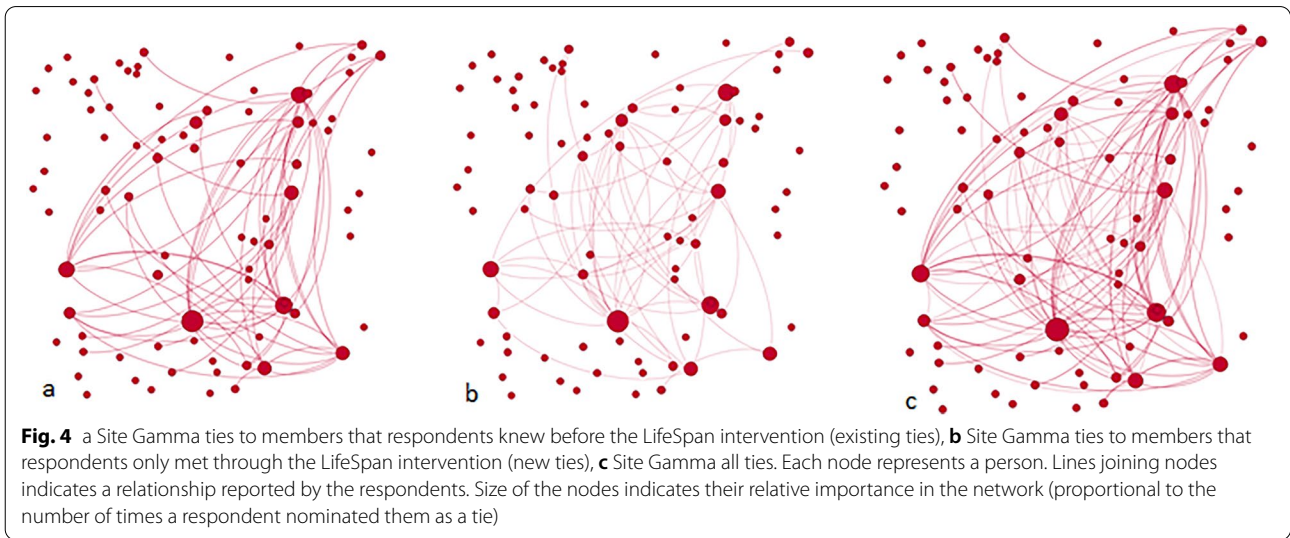 a
b
c
Fig. 4 a Site Gamma ties to members that respondents knew before the LifeSpan intervention (existing ties), b Site Gamma ties to members that
respondents only met through the LifeSpan intervention (new ties), c Site Gamma all ties. Each node represents a person. Lines joining nodes
indicates a relationship reported by the respondents. Size of the nodes indicates their relative importance in the network (proportional to the
number of times a respondent nominated them as a tie)